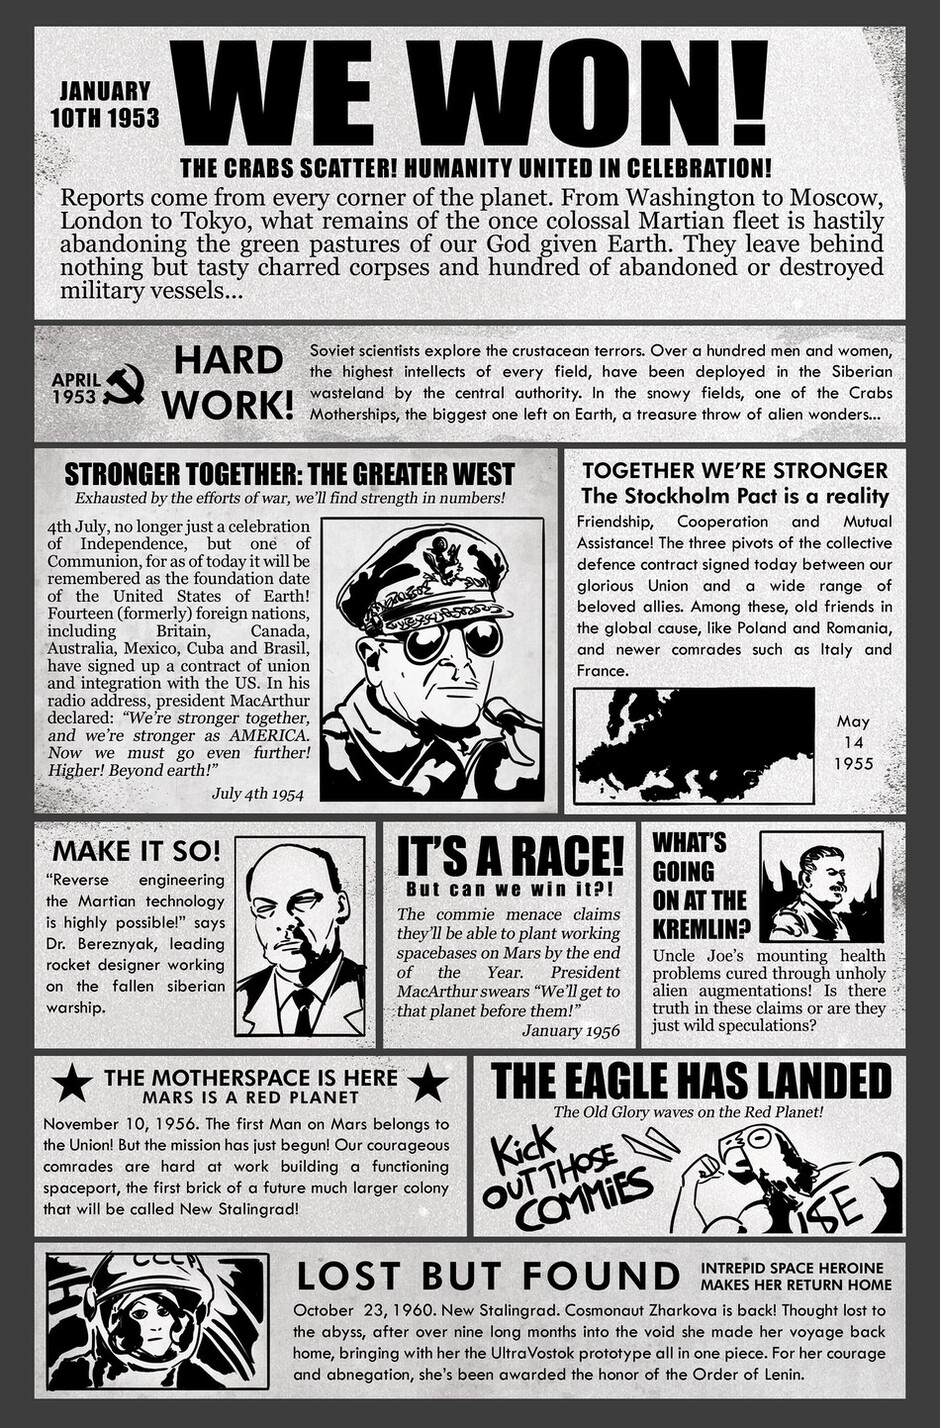 JANUARY
10TH 1953
WE WON!
THE CRABS SCATTER! HUMANITY UNITED IN CELEBRATION!
Reports come from every corner of the planet. From Washington to Moscow,
London to Tokyo, what remains of the once colossal Martian fleet is hastily
abandoning the green pastures of our God given Earth. They leave behind
nothing but tasty charred corpses and hundred of abandoned or destroyed
military vessels...
APRIL
1953
HARD
WORK!
Soviet scientists explore the crustacean terrors. Over a hundred men and women,
the highest intellects of every field, have been deployed in the Siberian
wasteland by the central authority. In the snowy fields, one of the Crabs
Motherships, the biggest one left on Earth, a treasure throw of alien wonders...
STRONGER TOGETHER: THE GREATER WEST
Exhausted by the efforts of war, we'll find strength in numbers!
4th July, no longer just a celebration
of Independence, but one of
Communion, for as of today it will be
remembered as the foundation date
of the United States of Earth!
Fourteen (formerly) foreign nations,
including Britain, Canada,
Australia, Mexico, Cuba and Brasil,
have signed up a contract of union
and integration with the US. In his
radio address, president MacArthur
declared: “We’re stronger together,
and we’re stronger as AMERICA.
Now we must go even further!
Higher! Beyond earth!”
July 4th 1954
TOGETHER WE’RE STRONGER
The Stockholm Pact is a reality
Friendship, Cooperation and Mutual
Assistance! The three pivots of the collective
defence contract signed today between our
glorious Union and a wide range of
beloved allies. Among these, old friends in
the global cause, like Poland and Romania,
and newer comrades such as Italy and
France.
May
14
1955
MAKE IT SO!
“Reverse engineering
the Martian technology
is highly possible!” says
Dr. Bereznyak, leading
rocket designer working
on the fallen siberian
warship.
IT’S A RACE!
But can we win it?!
The commie menace claims
they’ll be able to plant working
spacebases on Mars by the end
of the Year. President
MacArthur swears “We’ll get to
that planet before them!”
January 1956
WHAT’S
GOING
ON AT THE
KREMLIN?
Uncle Joe’s mounting health
problems cured through unholy
alien augmentations! Is there
truth in these claims or are they
just wild speculations?
THE MOTHERSPACE IS HERE
MARS IS A RED PLANET
November 10, 1956. The first Man on Mars belongs to
the Union! But the mission has just begun! Our courageous
comrades are hard at work building a functioning
spaceport, the first brick of a future much larger colony
that will be called New Stalingrad!
THE EAGLE HAS LANDED
The Old Glory waves on the Red Planet!
Kick
OUT THOSE
COMMIES
USE
CCCP
LOST BUT FOUND
INTREPID SPACE HEROINE
MAKES HER RETURN HOME
October 23, 1960. New Stalingrad. Cosmonaut Zharkova is back! Thought lost to
the abyss, after over nine long months into the void she made her voyage back
home, bringing with her the UltraVostok prototype all in one piece. For her courage
and abnegation, she's been awarded the honor of the Order of Lenin.